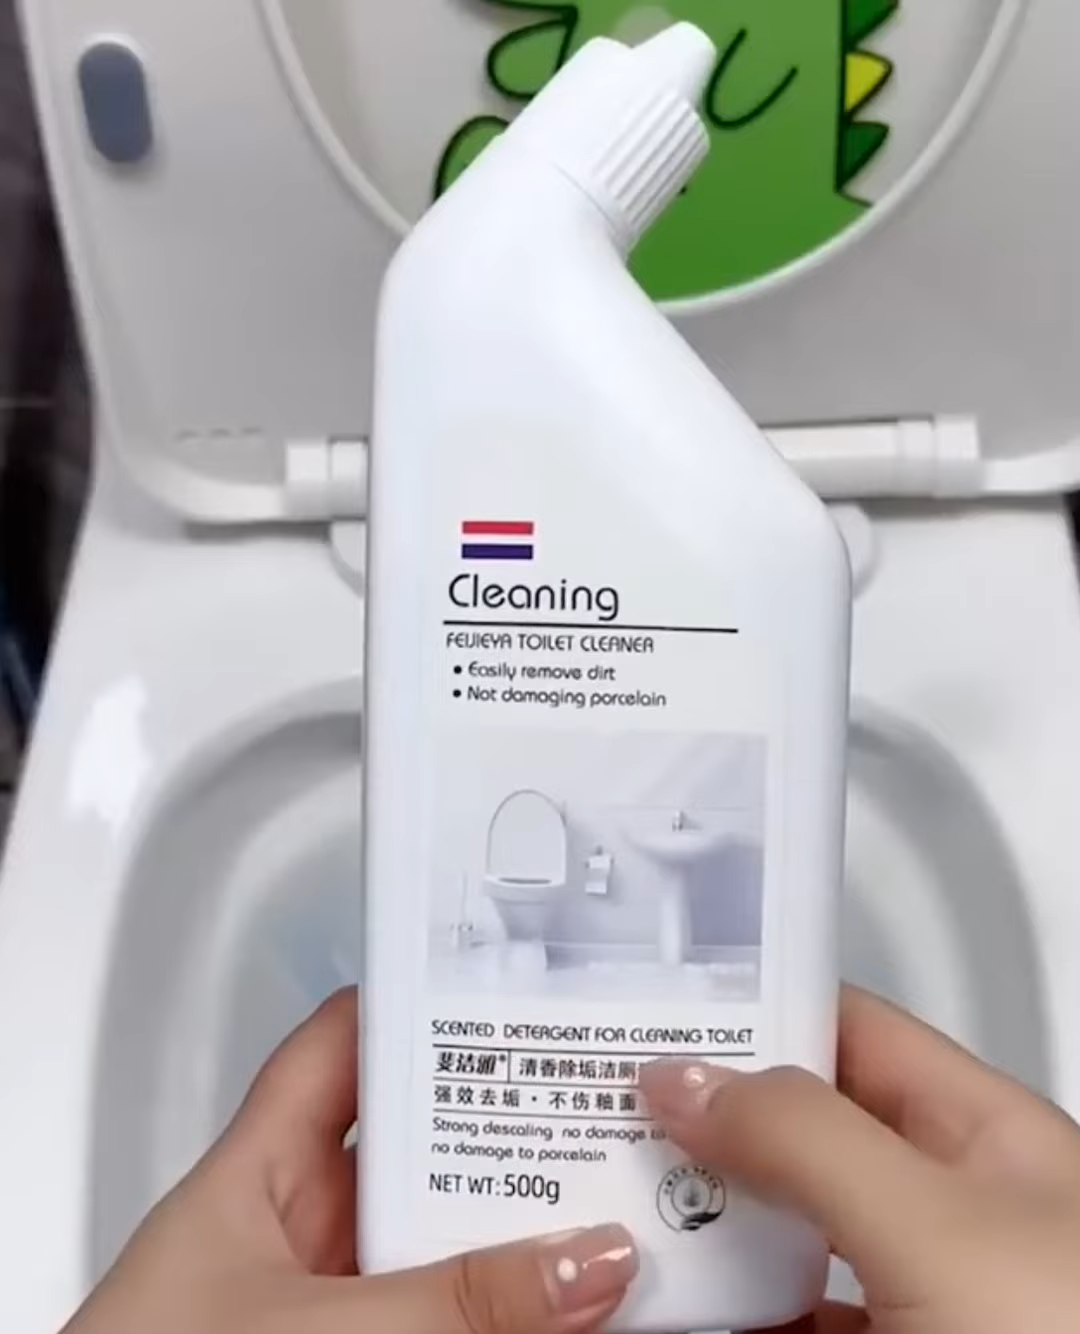 Cleaning
FEIJIEYA TOILET CLEANER
• Easily remove dirt
• Not damaging porcelain
SCENTED DETERGENT FOR CLEANING TOILET
斐洁雅® 清香除垢洁厕
强效去垢・不伤釉面
Strong descaling no damage to
no damage to porcelain
NET WT: 500g